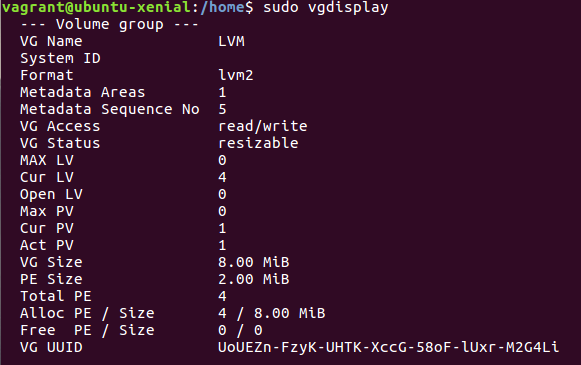 vagrant@ubuntu-xenial:/home$ sudo vgdisplay
--- Volume group ---
VG Name LVM
System ID
Format lvm2
Metadata Areas 1
Metadata Sequence No 5
VG Access read/write
VG Status resizable
MAX LV 0
Cur LV 4
Open LV 0
Max PV 0
Cur PV 1
Act PV 1
VG Size 8.00 MiB
PE Size 2.00 MiB
Total PE 4
Alloc PE / Size 4 / 8.00 MiB
Free PE / Size 0 / 0
VG UUID UoUEZn-FzyK-UHTK-XccG-58oF-lUxr-M2G4Li